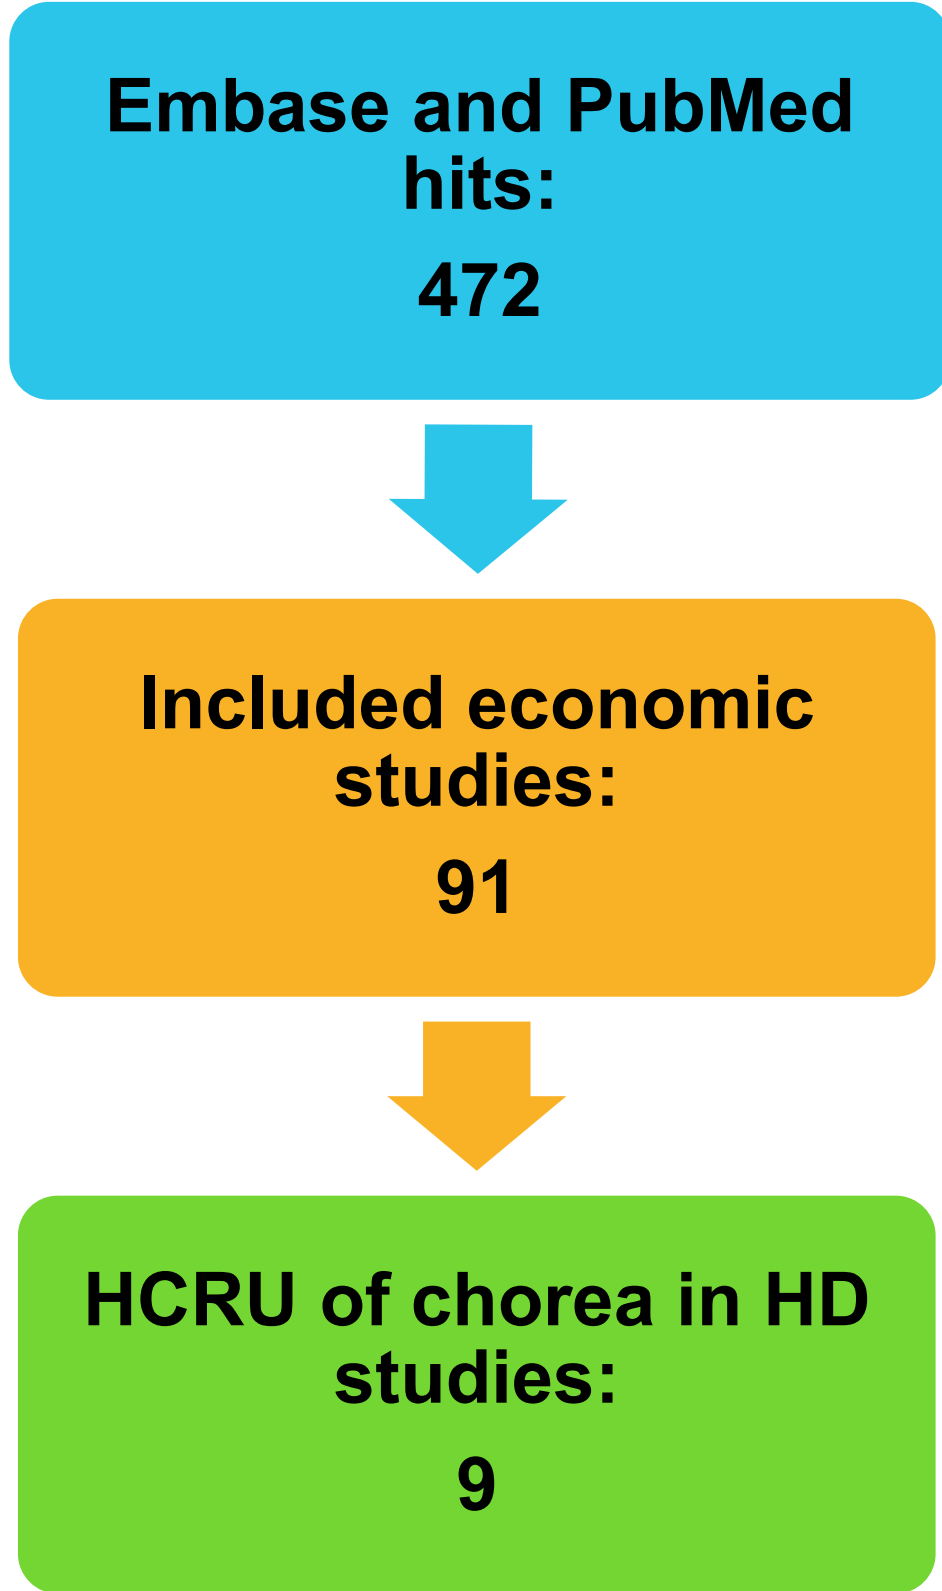 Embase and PubMed
hits:
472
Included economic
studies:
91
HCRU of chorea in HD
studies:
9